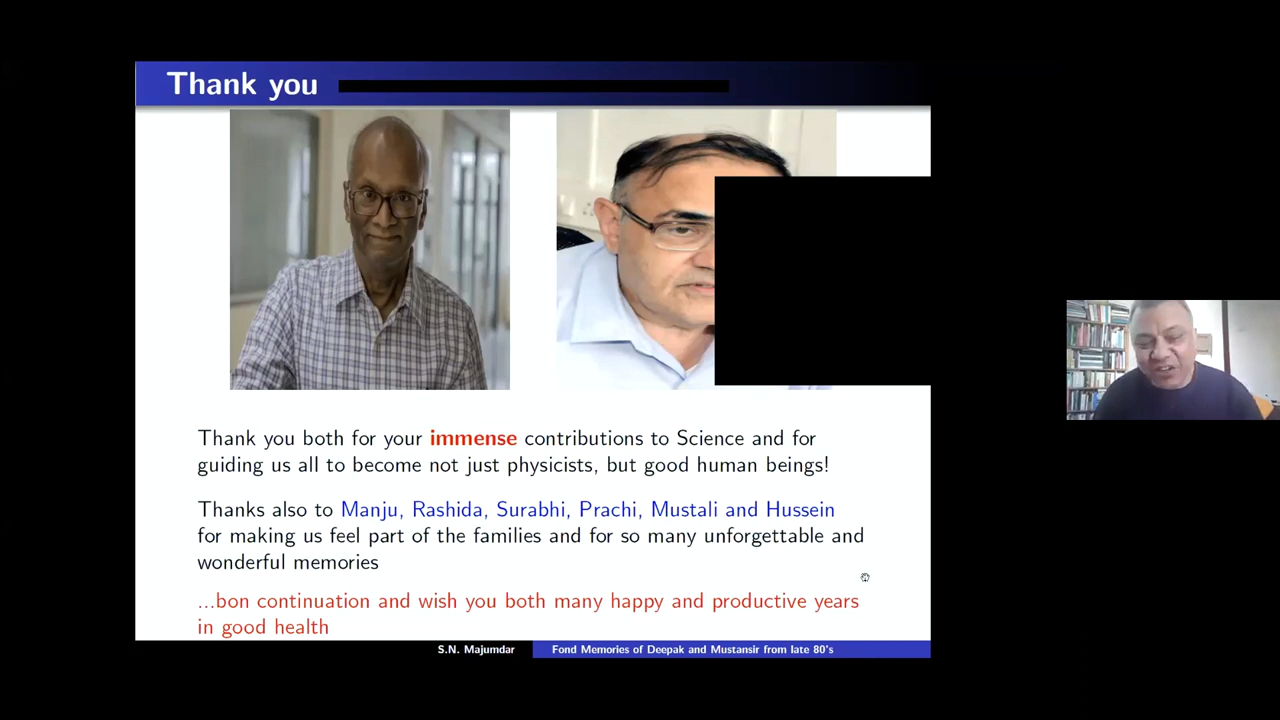 Thank you
Thank you both for your immense contributions to Science and for
guiding us all to become not just physicists, but good human beings!
Thanks also to Manju, Rashida, Surabhi, Prachi, Mustali and Hussein
for making us feel part of the families and for so many unforgettable and
wonderful memories
...bon continuation and wish you both many happy and productive years
in good health
S.N. Majumdar Fond Memories of Deepak and Mustansir from late 80's